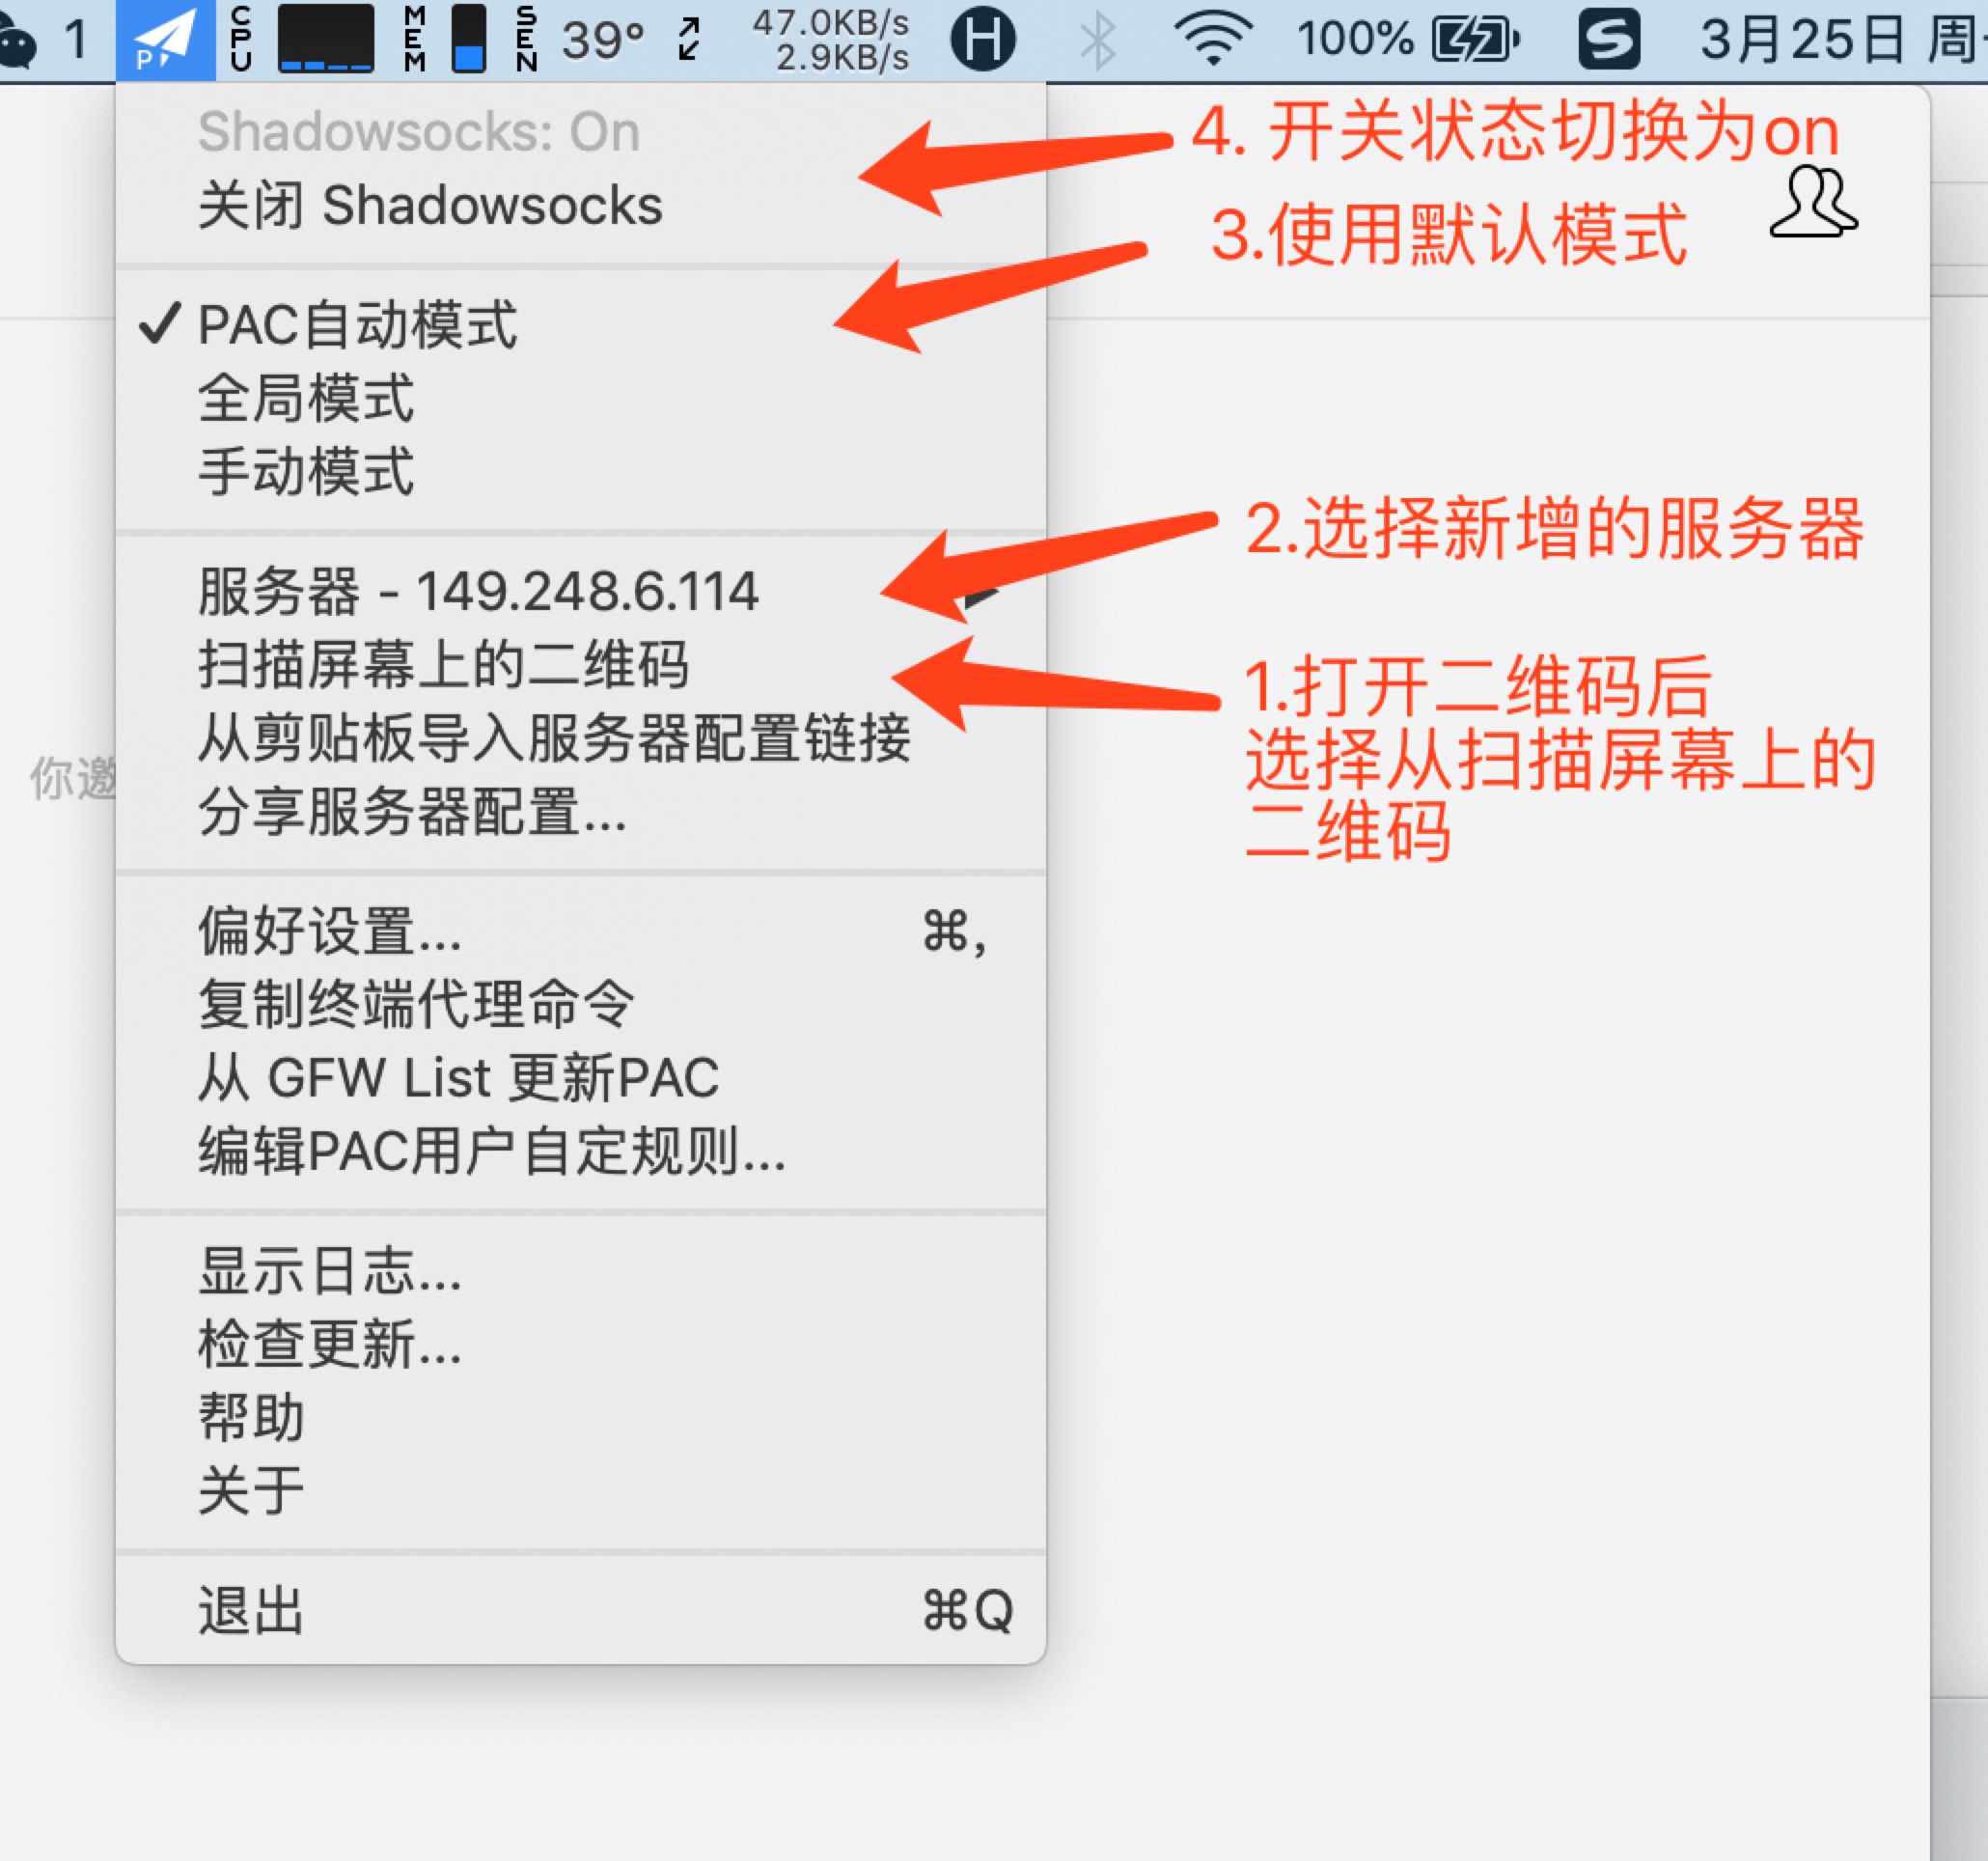 1
P
CPU
MEM
SEN
39°
47.0KB/s
2.9KB/s
H
100%
S
3月25日 周
Shadowsocks: On
关闭 Shadowsocks
4. 开关状态切换为on
3.使用默认模式
✓ PAC自动模式
全局模式
手动模式
2.选择新增的服务器
服务器 - 149.248.6.114
扫描屏幕上的二维码
从剪贴板导入服务器配置链接
分享服务器配置...
1.打开二维码后
选择从扫描屏幕上的
二维码
你邀
偏好设置... ⌘,
复制终端代理命令
从 GFW List 更新PAC
编辑PAC用户自定规则...
显示日志...
检查更新...
帮助
关于
退出 ⌘Q